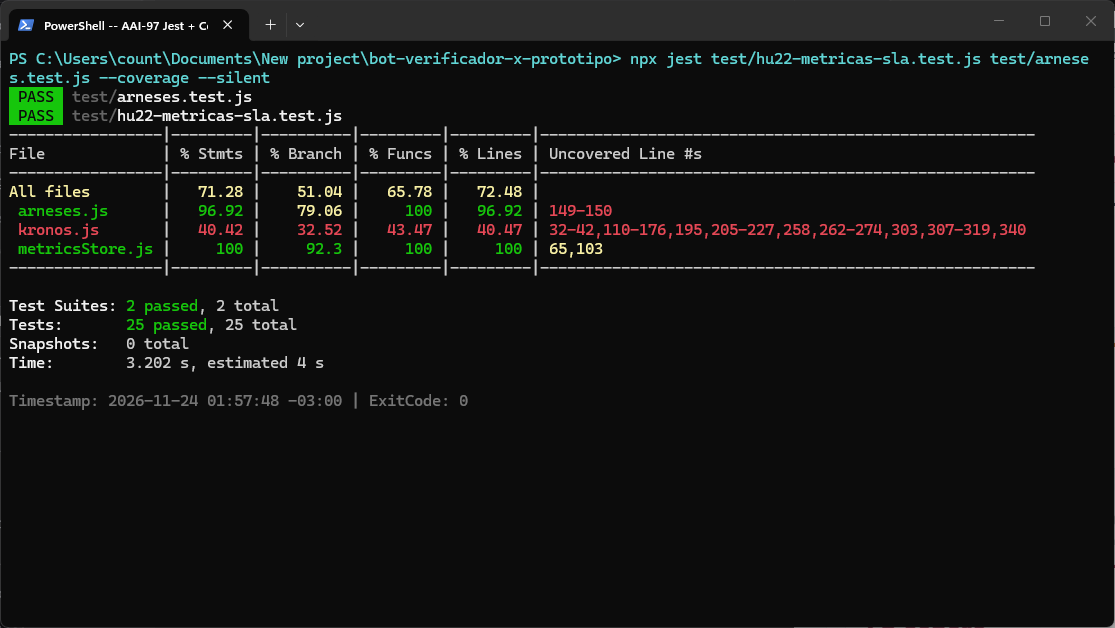 PowerShell -- AAI-97 Jest + C
PS C:\Users\count\Documents\New project\bot-verificador-x-prototipo> npx jest test/hu22-metricas-sla.test.js test/arnese
s.test.js --coverage --silent
PASS test/arneses.test.js
PASS test/hu22-metricas-sla.test.js
-----------------|---------|----------|---------|---------|-------------------------------------------------------
File | % Stmts | % Branch | % Funcs | % Lines | Uncovered Line #s
-----------------|---------|----------|---------|---------|-------------------------------------------------------
All files | 71.28 | 51.04 | 65.78 | 72.48 |
arneses.js | 96.92 | 79.06 | 100 | 96.92 | 149-150
kronos.js | 40.42 | 32.52 | 43.47 | 40.47 | 32-42,110-176,195,205-227,258,262-274,303,307-319,340
metricsStore.js | 100 | 92.3 | 100 | 100 | 65,103
-----------------|---------|----------|---------|---------|-------------------------------------------------------
Test Suites: 2 passed, 2 total
Tests: 25 passed, 25 total
Snapshots: 0 total
Time: 3.202 s, estimated 4 s
Timestamp: 2026-11-24 01:57:48 -03:00 | ExitCode: 0